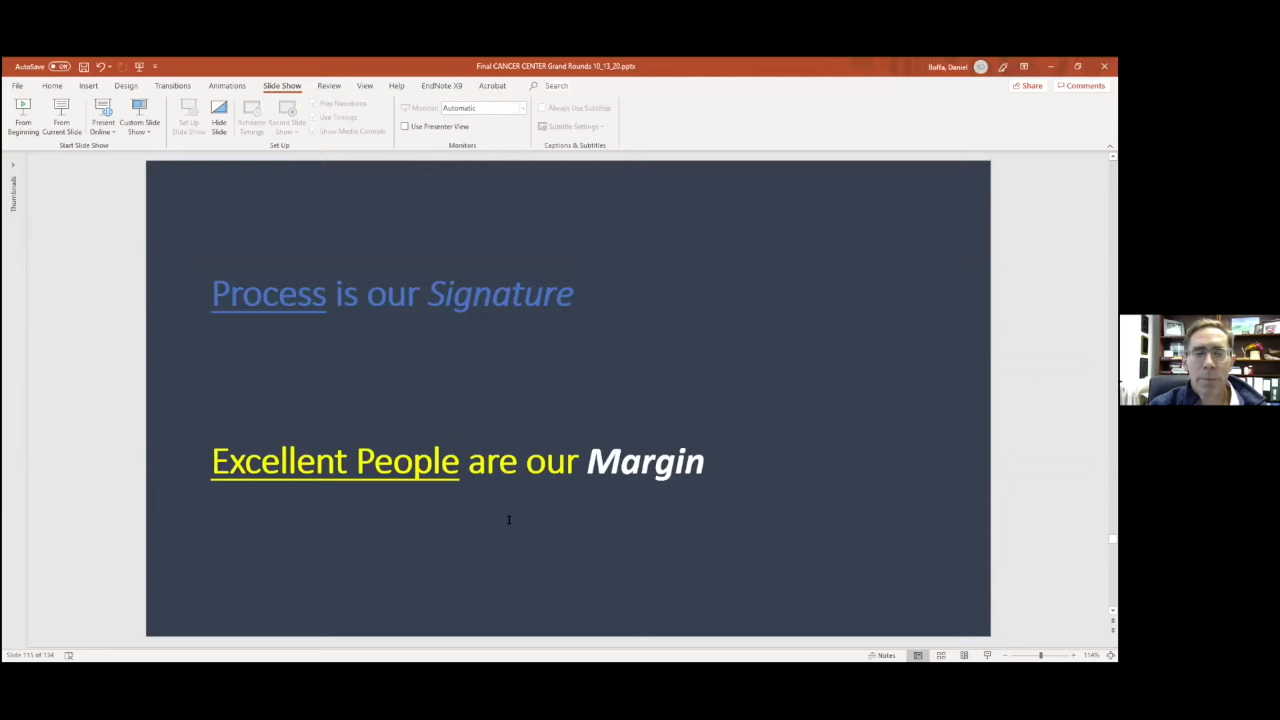 AutoSave Off
Final CANCER CENTER Grand Rounds 10_13_20.pptx
Boffa, Daniel
File Home Insert Design Transitions Animations Slide Show Review View Help EndNote X9 Acrobat Search
Share Comments
From Beginning
From Current Slide
Present Online
Custom Slide Show
Set Up Slide Show
Hide Slide
Rehearse Timings
Record Slide Show
Play Narrations
Use Timings
Show Media Controls
Monitor: Automatic
Use Presenter View
Always Use Subtitles
Subtitle Settings
Start Slide Show
Set Up
Monitors
Captions & Subtitles
Thumbnails
Process is our Signature
Excellent People are our Margin
Slide 115 of 134
Notes
114%